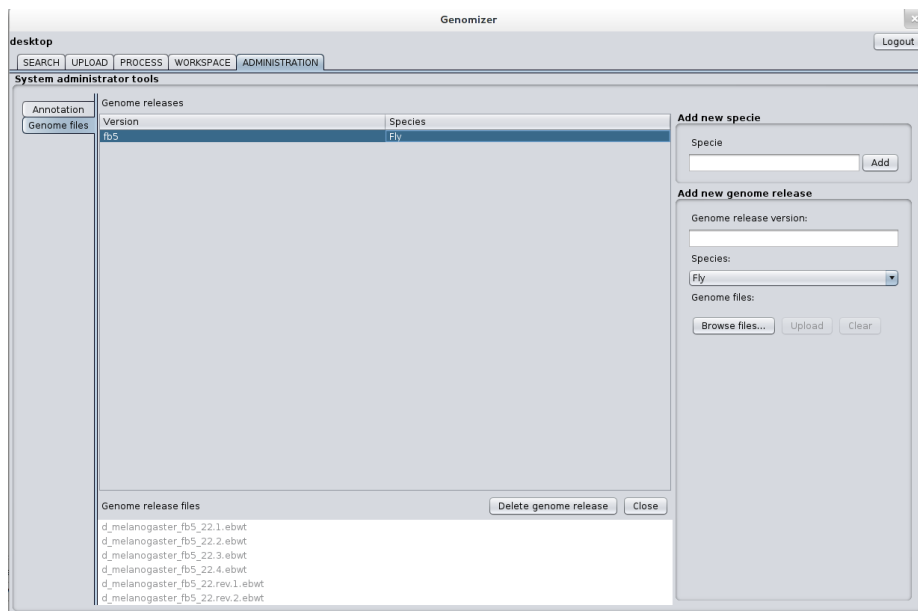 Genomizer
desktop
Logout
SEARCH UPLOAD PROCESS WORKSPACE ADMINISTRATION
System administrator tools
Annotation
Genome files
Genome releases
Version Species
fb5 Fly
Genome release files
Delete genome release Close
d_melanogaster_fb5_22.1.ebwt
d_melanogaster_fb5_22.2.ebwt
d_melanogaster_fb5_22.3.ebwt
d_melanogaster_fb5_22.4.ebwt
d_melanogaster_fb5_22.rev.1.ebwt
d_melanogaster_fb5_22.rev.2.ebwt
Add new specie
Specie
Add
Add new genome release
Genome release version:
Species:
Fly
Genome files:
Browse files... Upload Clear